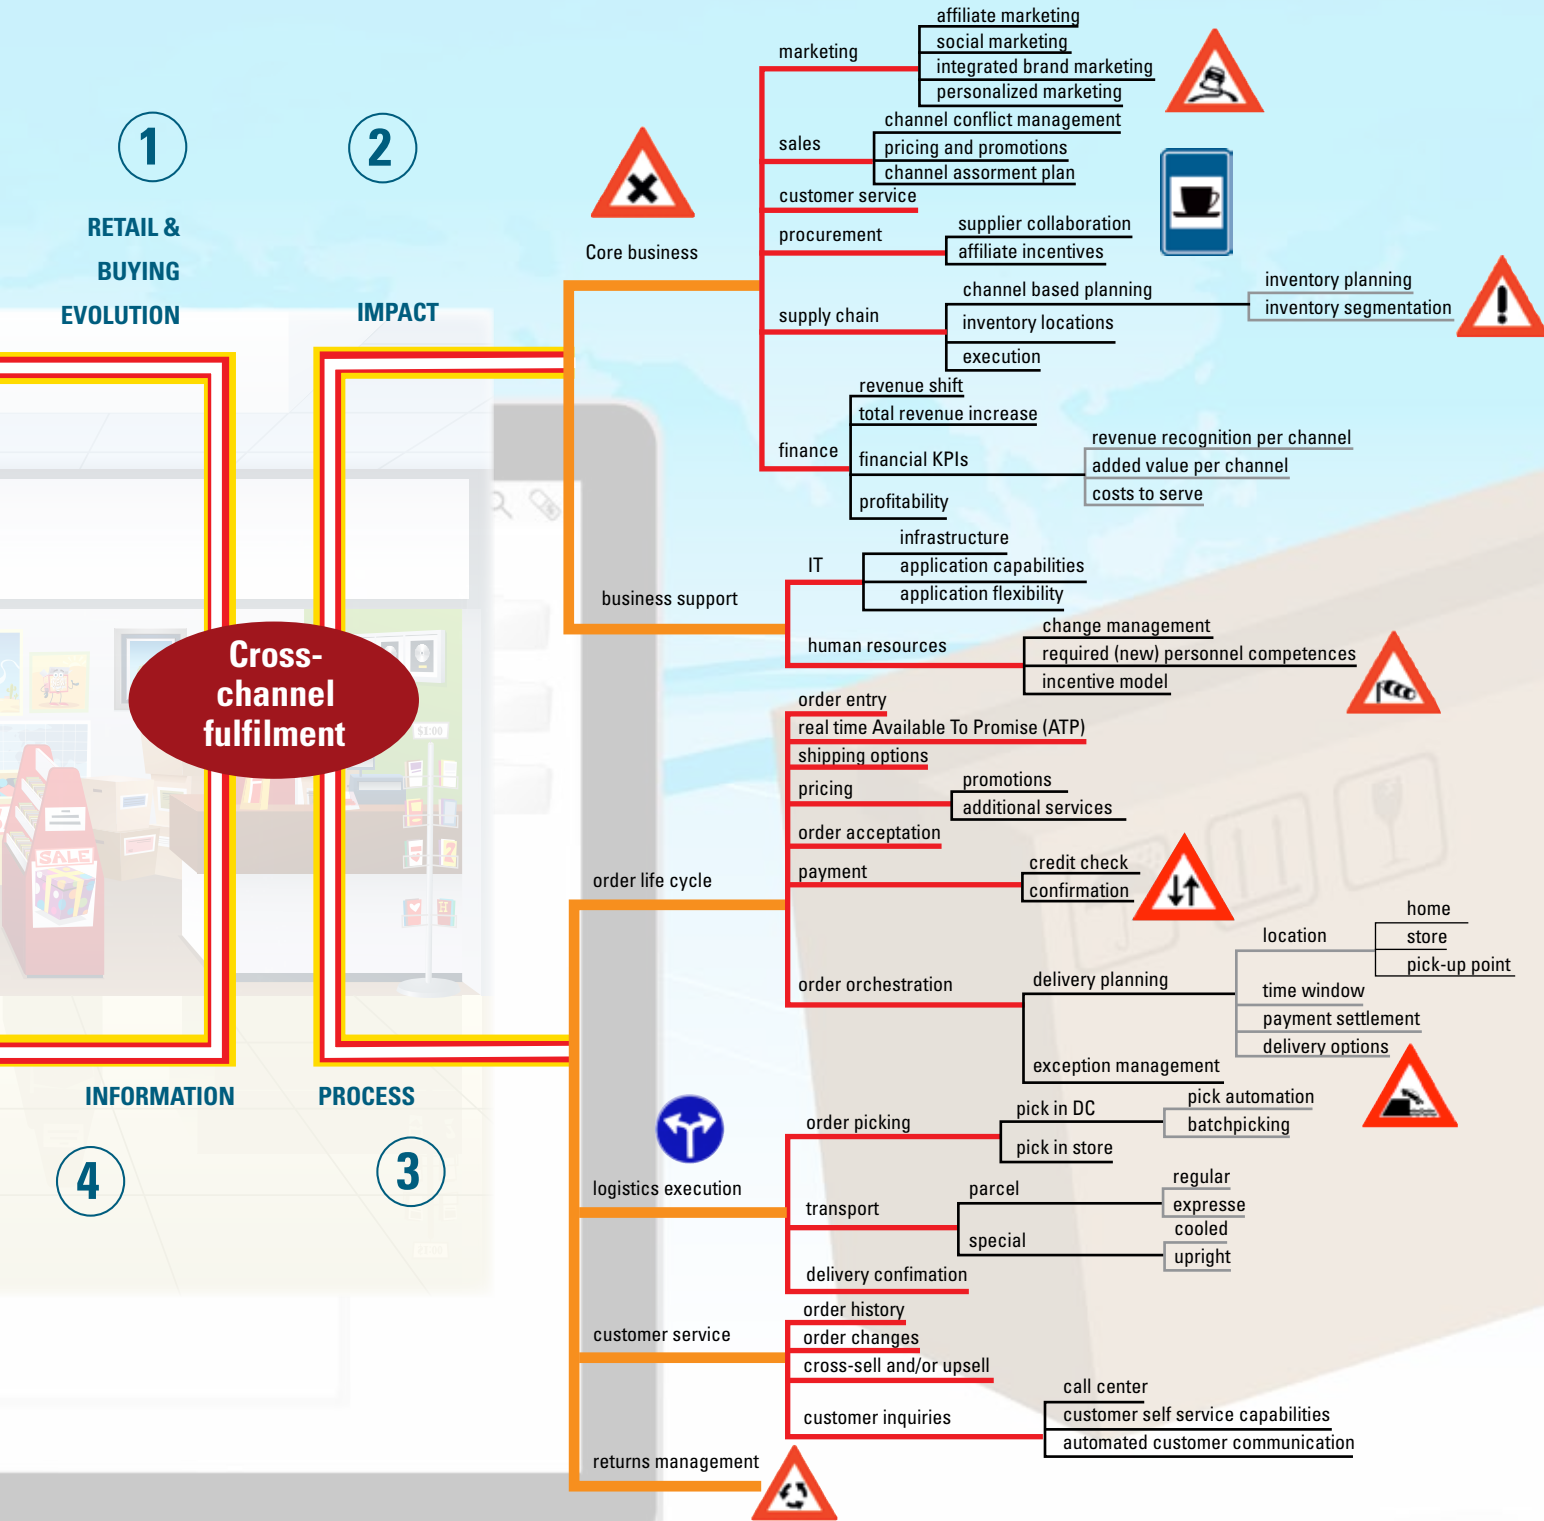 1
RETAIL &
BUYING
EVOLUTION
2
IMPACT
Cross-
channel
fulfilment
INFORMATION
4
PROCESS
3
Core business
marketing
affiliate marketing
social marketing
integrated brand marketing
personalized marketing
sales
channel conflict management
pricing and promotions
channel assorment plan
customer service
procurement
supplier collaboration
affiliate incentives
supply chain
channel based planning
inventory planning
inventory segmentation
inventory locations
execution
finance
revenue shift
total revenue increase
financial KPIs
revenue recognition per channel
added value per channel
costs to serve
profitability
business support
IT
infrastructure
application capabilities
application flexibility
human resources
change management
required (new) personnel competences
incentive model
order life cycle
order entry
real time Available To Promise (ATP)
shipping options
pricing
promotions
additional services
order acceptation
payment
credit check
confirmation
order orchestration
delivery planning
location
home
store
pick-up point
time window
payment settlement
delivery options
exception management
logistics execution
order picking
pick in DC
pick automation
batchpicking
pick in store
transport
parcel
regular
expresse
special
cooled
upright
delivery confimation
customer service
order history
order changes
cross-sell and/or upsell
customer inquiries
call center
customer self service capabilities
automated customer communication
returns management
SALE
$1:00